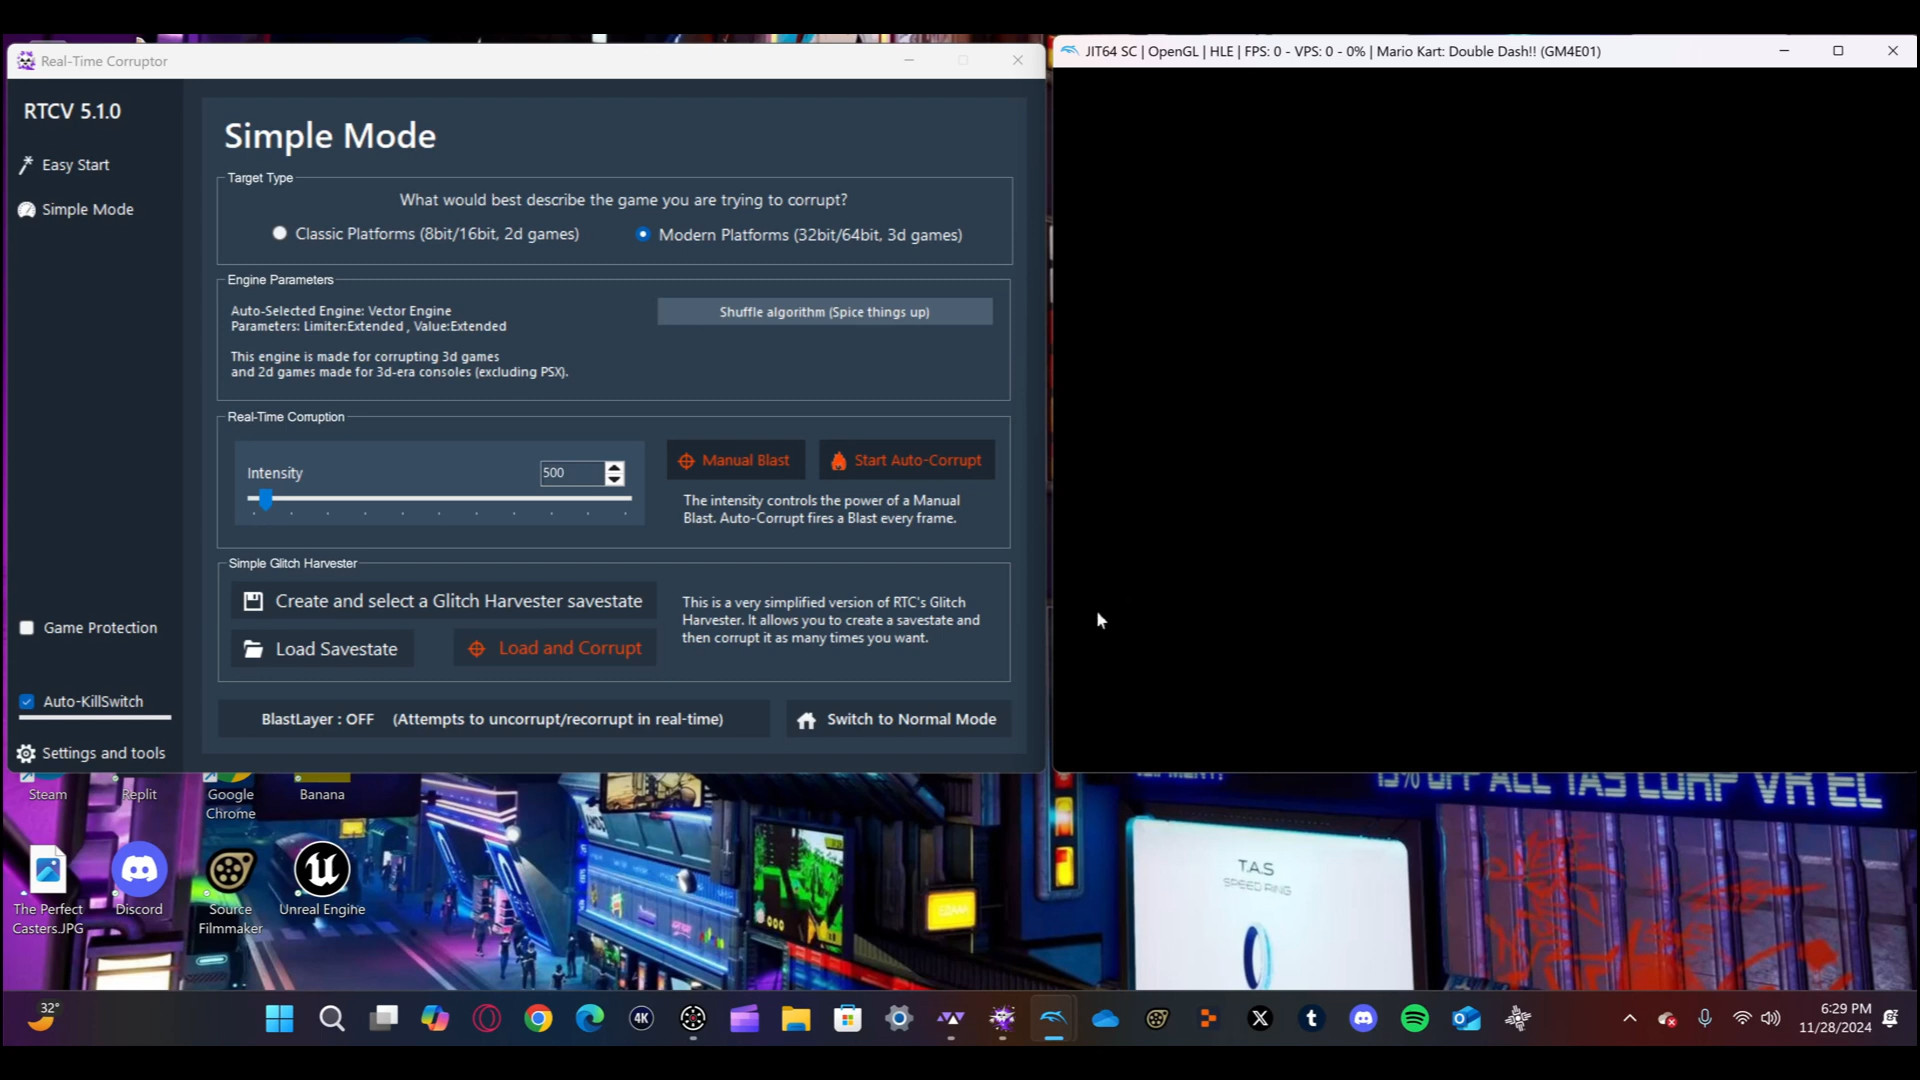 Real-Time Corruptor
JIT64 SC | OpenGL | HLE | FPS: 0 - VPS: 0 - 0% | Mario Kart: Double Dash!! (GM4E01)
RTCV 5.1.0
Easy Start
Simple Mode
Simple Mode
Target Type
What would best describe the game you are trying to corrupt?
Classic Platforms (8bit/16bit, 2d games)
Modern Platforms (32bit/64bit, 3d games)
Engine Parameters
Auto-Selected Engine: Vector Engine
Parameters: Limiter:Extended , Value:Extended
Shuffle algorithm (Spice things up)
This engine is made for corrupting 3d games
and 2d games made for 3d-era consoles (excluding PSX).
Real-Time Corruption
Intensity
500
Manual Blast
Start Auto-Corrupt
The intensity controls the power of a Manual
Blast. Auto-Corrupt fires a Blast every frame.
Simple Glitch Harvester
Create and select a Glitch Harvester savestate
Load Savestate
Load and Corrupt
This is a very simplified version of RTC's Glitch
Harvester. It allows you to create a savestate and
then corrupt it as many times you want.
Game Protection
Auto-KillSwitch
Settings and tools
BlastLayer : OFF (Attempts to uncorrupt/recorrupt in real-time)
Switch to Normal Mode
Steam
Replit
Google
Chrome
Banana
15% OFF ALL TAS CORP VR EL
The Perfect
Casters.JPG
Discord
Source
Filmmaker
Unreal Engine
T.A.S
SPEED RING
32°
4K
6:29 PM
11/28/2024